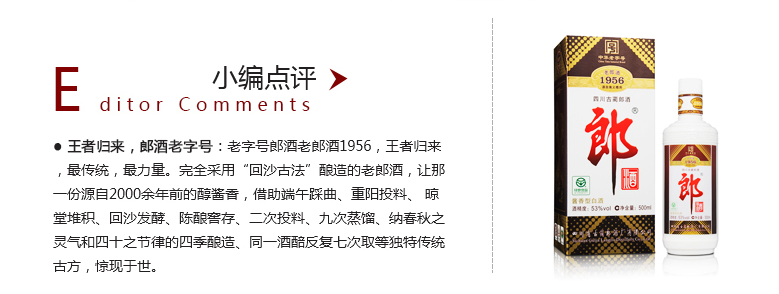 小编点评
Editor Comments
● 王者归来，郎酒老字号：老字号郎酒老郎酒1956，王者归来
，最传统，最力量。完全采用“回沙古法”酿造的老郎酒，让那
一份源自2000余年前的醇酱香，借助端午踩曲、重阳投料、 晾
堂堆积、回沙发酵、陈酿窖存、二次投料、九次蒸馏、纳春秋之
灵气和四十之节律的四季酿造、同一酒醅反复七次取等独特传统
古方，惊现于世。
中华老字号
老郎酒
1956
四川古蔺郎酒
郎
酒
酱香型白酒
酒精度：53%vol 净含量：500ml
1956
郎
酒